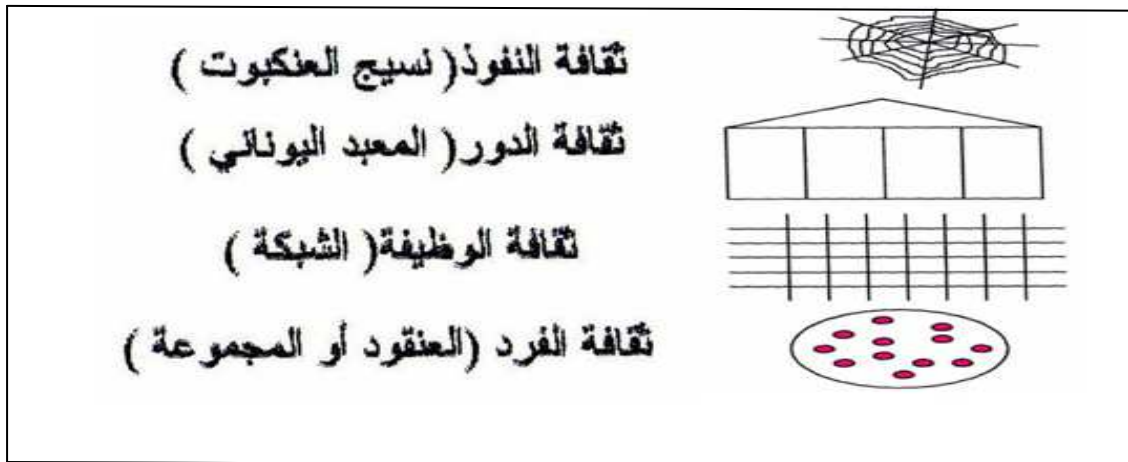 ثقافة النفوذ( نسيج العنكبوت )
ثقافة الدور( المعبد اليوناني )
ثقافة الوظيفة( الشبكة )
ثقافة الفرد (العنقود أو المجموعة )